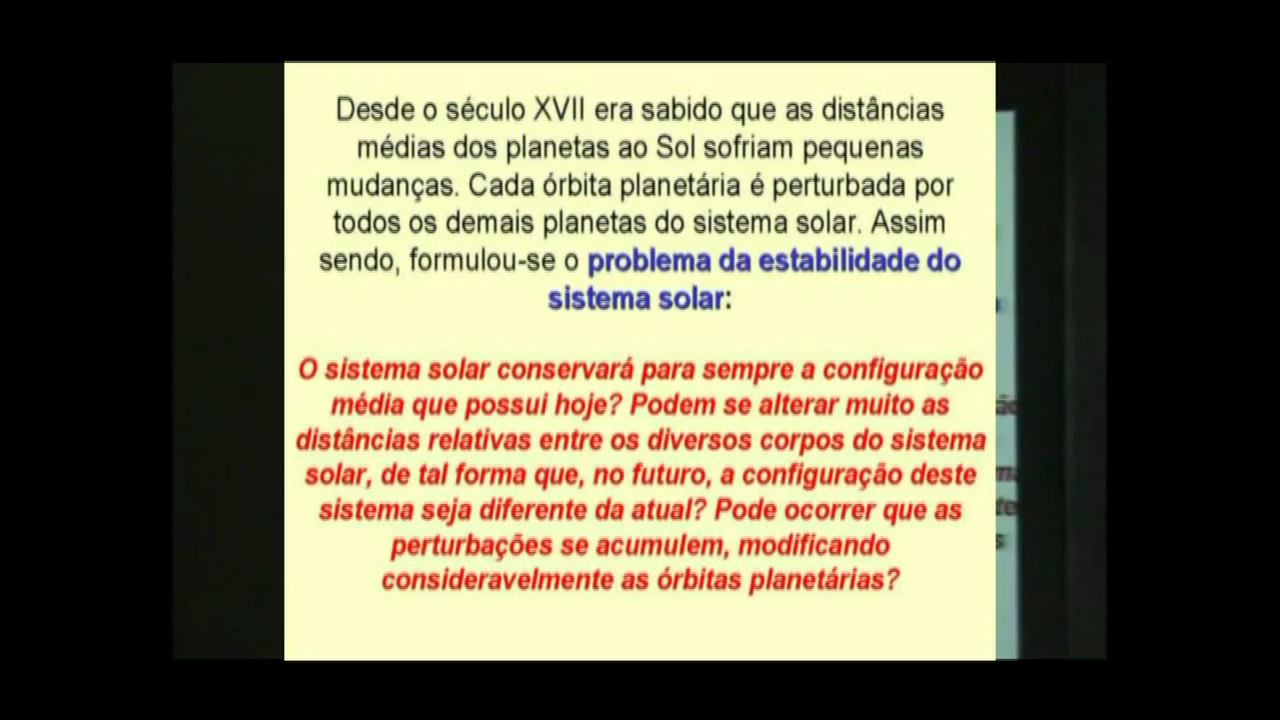 Desde o século XVII era sabido que as distâncias
médias dos planetas ao Sol sofriam pequenas
mudanças. Cada órbita planetária é perturbada por
todos os demais planetas do sistema solar. Assim
sendo, formulou-se o problema da estabilidade do
sistema solar:
O sistema solar conservará para sempre a configuração
média que possui hoje? Podem se alterar muito as
distâncias relativas entre os diversos corpos do sistema
solar, de tal forma que, no futuro, a configuração deste
sistema seja diferente da atual? Pode ocorrer que as
perturbações se acumulem, modificando
consideravelmente as órbitas planetárias?